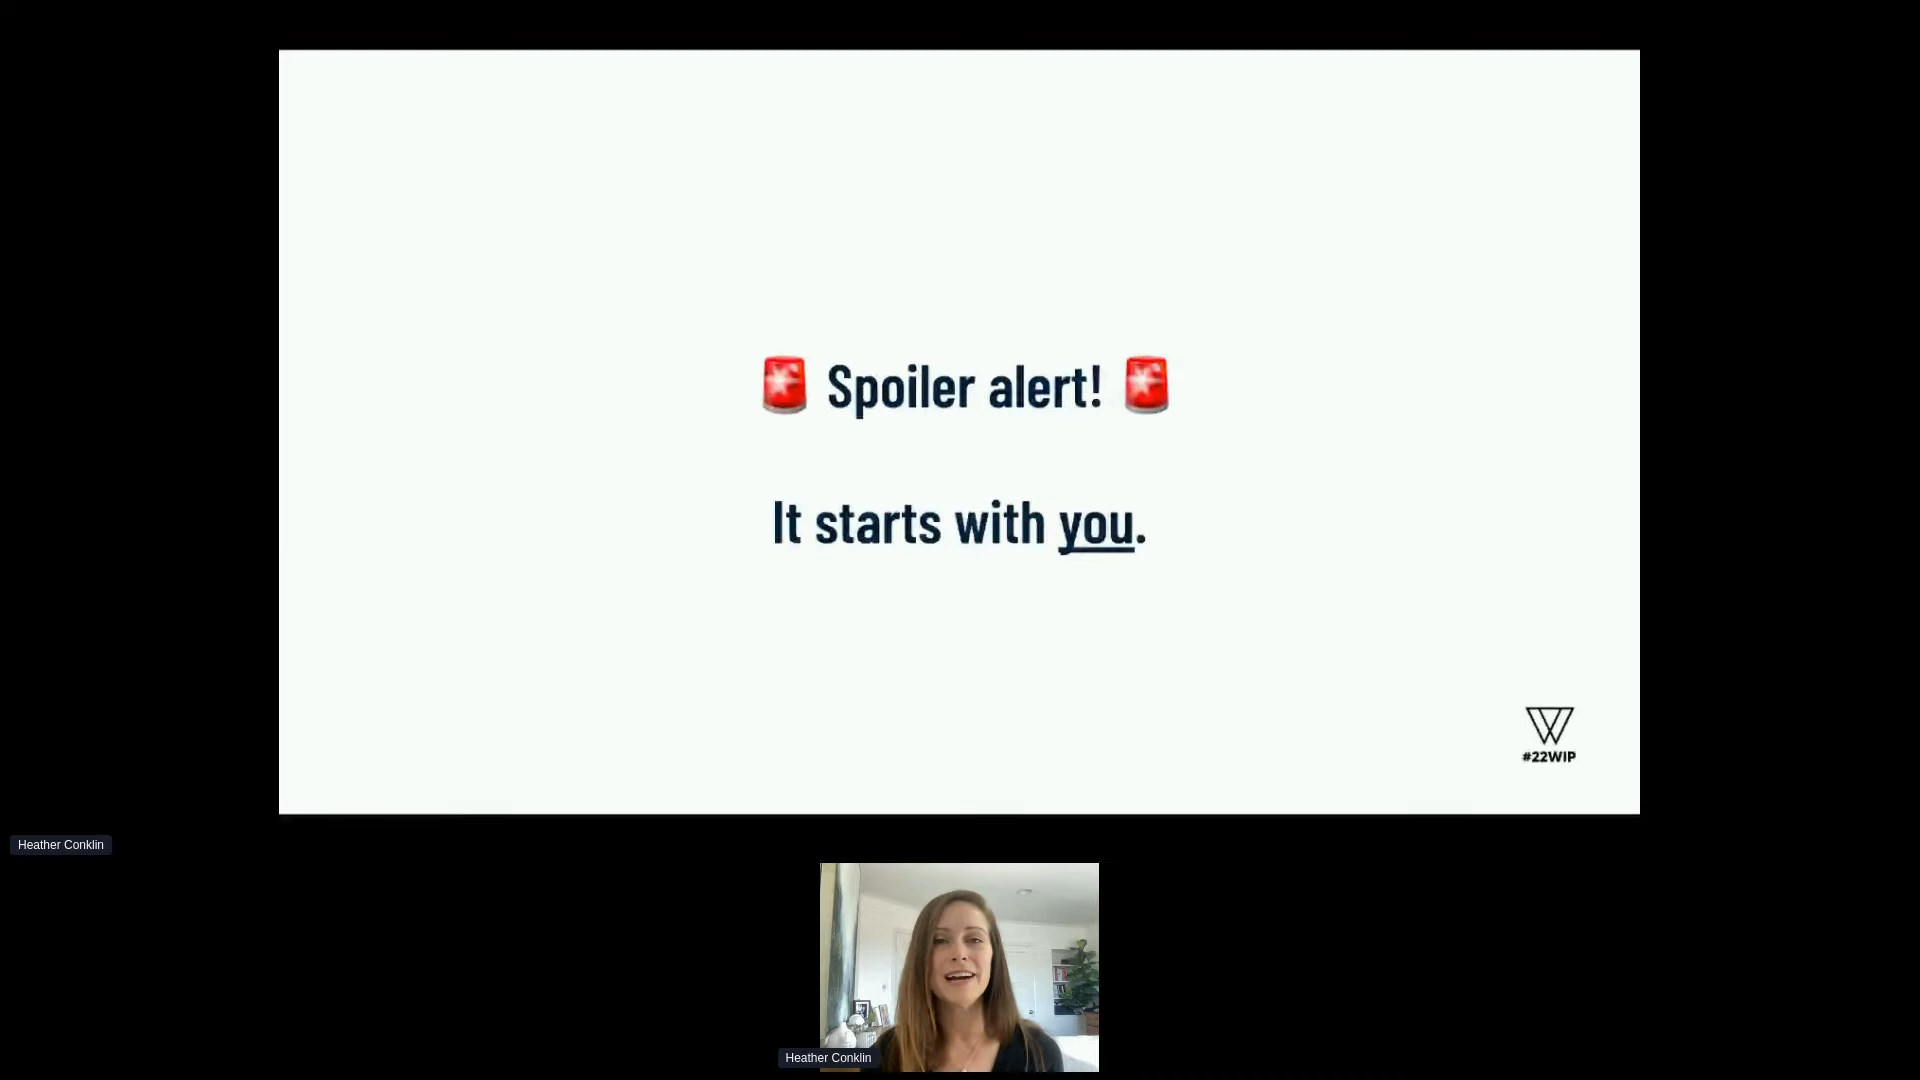 🚨 Spoiler alert! 🚨
It starts with you.
#22WIP
Heather Conklin
Heather Conklin